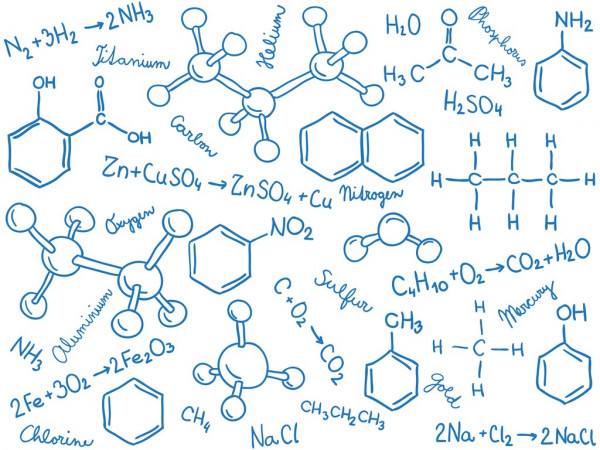 N₂+3H₂→2NH₃
Titanium
Helium
H₂O
Phosphorus
NH₂
O
C
H₃C CH₃
H₂SO₄
OH
O
C
OH
Carbon
Zn+CuSO₄→ZnSO₄+Cu
Nitrogen
H H H
H C C C H
H H H
Oxygen
NO₂
Sulfur
C₄H₁₀+O₂→CO₂+H₂O
Aluminium
C+O₂→CO₂
CH₃
H
H C H
H
Mercury
OH
NH₃
2Fe+3O₂→2Fe₂O₃
Gold
Chlorine
CH₄
NaCl
CH₃CH₂CH₃
2Na+Cl₂→2NaCl